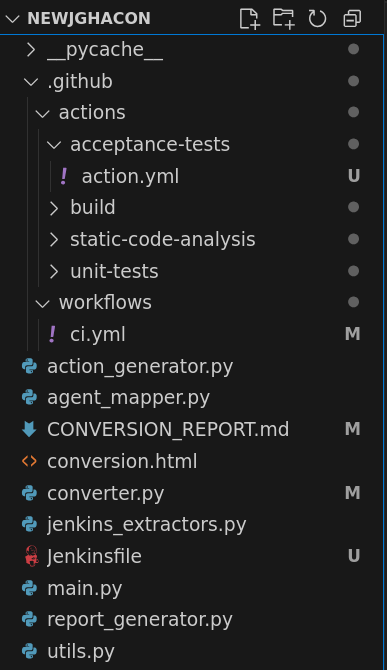 NEWJGHACON
__pycache__
.github
actions
acceptance-tests
! action.yml U
build
static-code-analysis
unit-tests
workflows
! ci.yml M
action_generator.py
agent_mapper.py
CONVERSION_REPORT.md M
<> conversion.html
converter.py M
jenkins_extractors.py
Jenkinsfile U
main.py
report_generator.py
utils.py